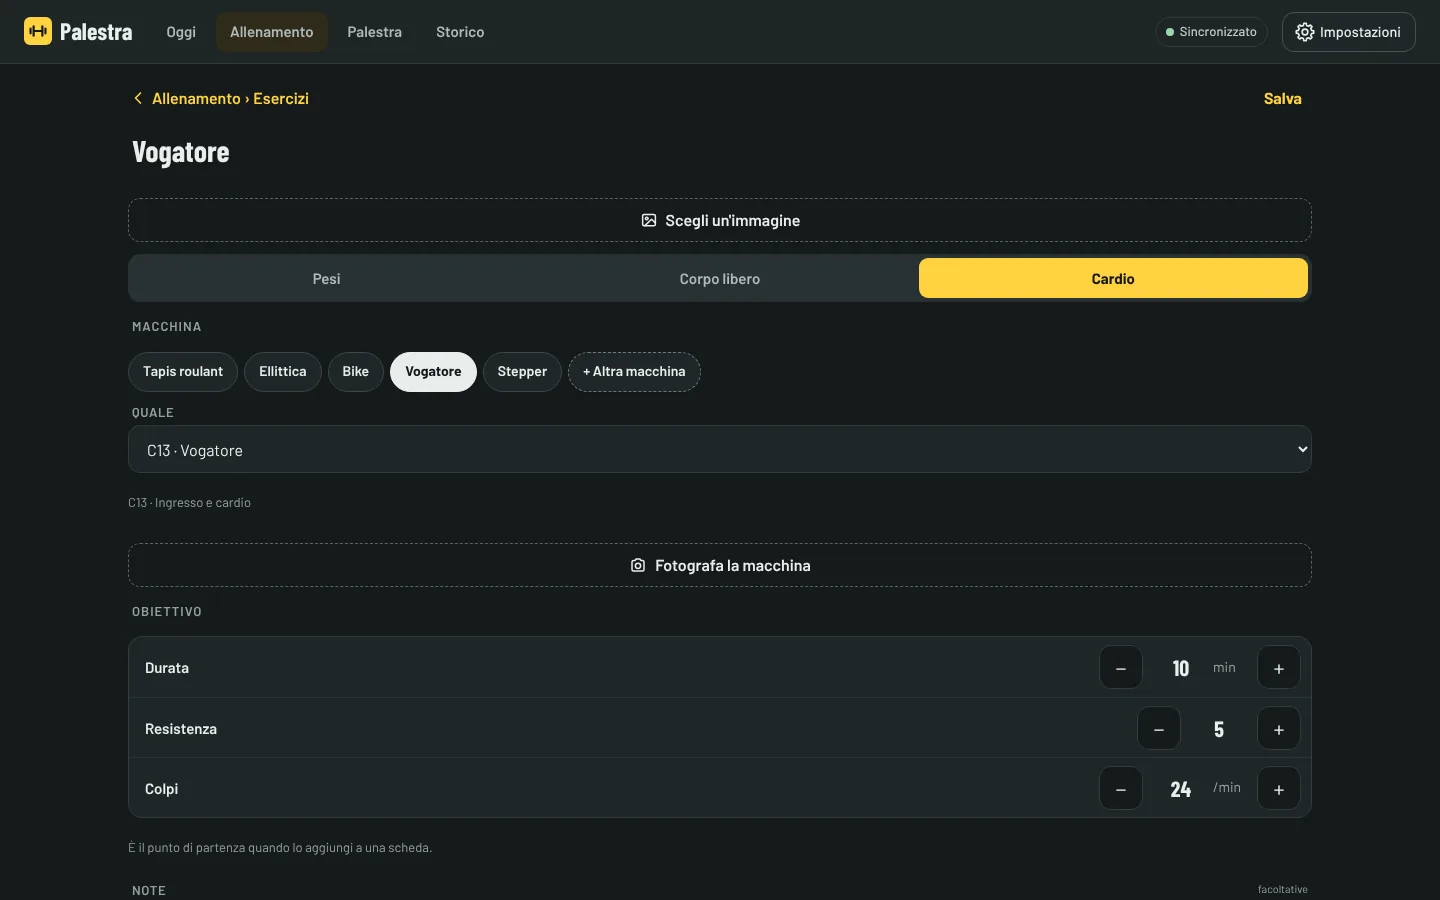 Palestra
Oggi
Allenamento
Palestra
Storico
Sincronizzato
Impostazioni
Allenamento › Esercizi
Salva
Vogatore
Scegli un'immagine
Pesi
Corpo libero
Cardio
MACCHINA
Tapis roulant
Ellittica
Bike
Vogatore
Stepper
+ Altra macchina
QUALE
C13 · Vogatore
C13 · Ingresso e cardio
Fotografa la macchina
OBIETTIVO
Durata
− 10 min +
Resistenza
− 5 +
Colpi
− 24 /min +
È il punto di partenza quando lo aggiungi a una scheda.
NOTE
facoltative